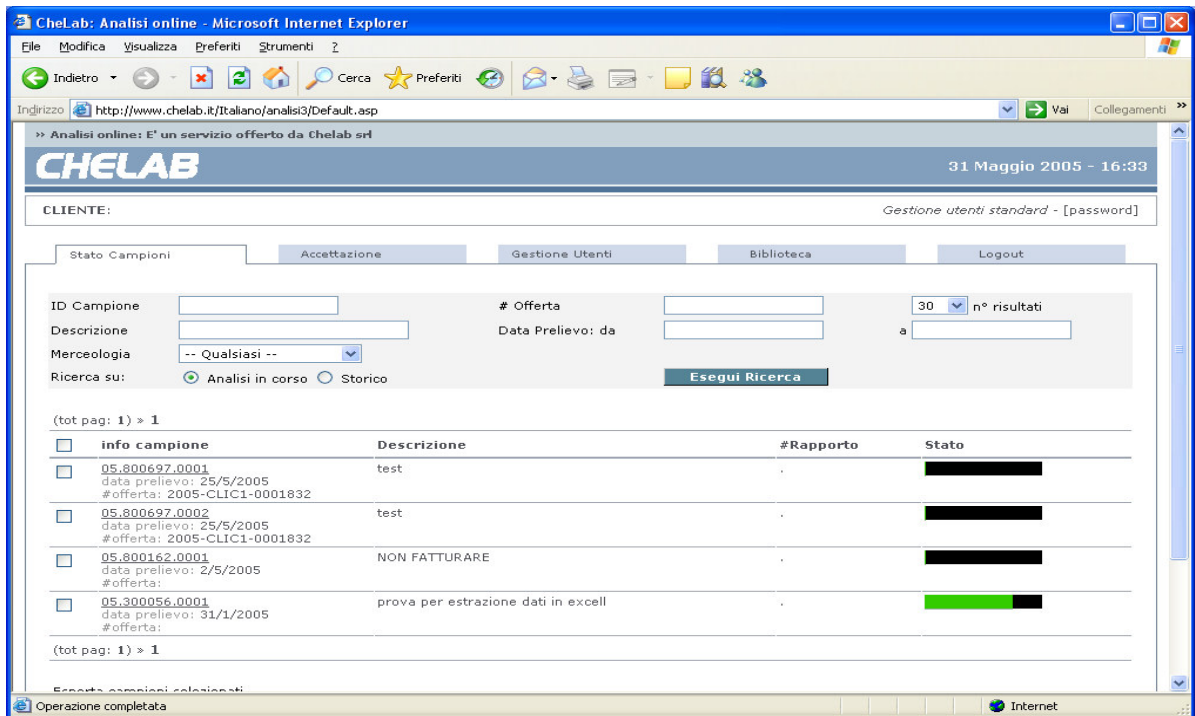 CheLab: Analisi online - Microsoft Internet Explorer
File Modifica Visualizza Preferiti Strumenti ?
Indietro Cerca Preferiti
Indirizzo http://www.chelab.it/Italiano/analisi3/Default.asp Vai Collegamenti »
» Analisi online: E' un servizio offerto da Chelab srl
CHELAB 31 Maggio 2005 - 16:33
CLIENTE: Gestione utenti standard - [password]
Stato Campioni Accettazione Gestione Utenti Biblioteca Logout
ID Campione # Offerta 30 n° risultati
Descrizione Data Prelievo: da a
Merceologia -- Qualsiasi --
Ricerca su: Analisi in corso Storico Esegui Ricerca
(tot pag: 1) » 1
info campione Descrizione #Rapporto Stato
05.800697.0001 test .
data prelievo: 25/5/2005
#offerta: 2005-CLIC1-0001832
05.800697.0002 test .
data prelievo: 25/5/2005
#offerta: 2005-CLIC1-0001832
05.800162.0001 NON FATTURARE .
data prelievo: 2/5/2005
#offerta:
05.300056.0001 prova per estrazione dati in excell .
data prelievo: 31/1/2005
#offerta:
(tot pag: 1) » 1
Esporta campioni selezionati
Operazione completata Internet